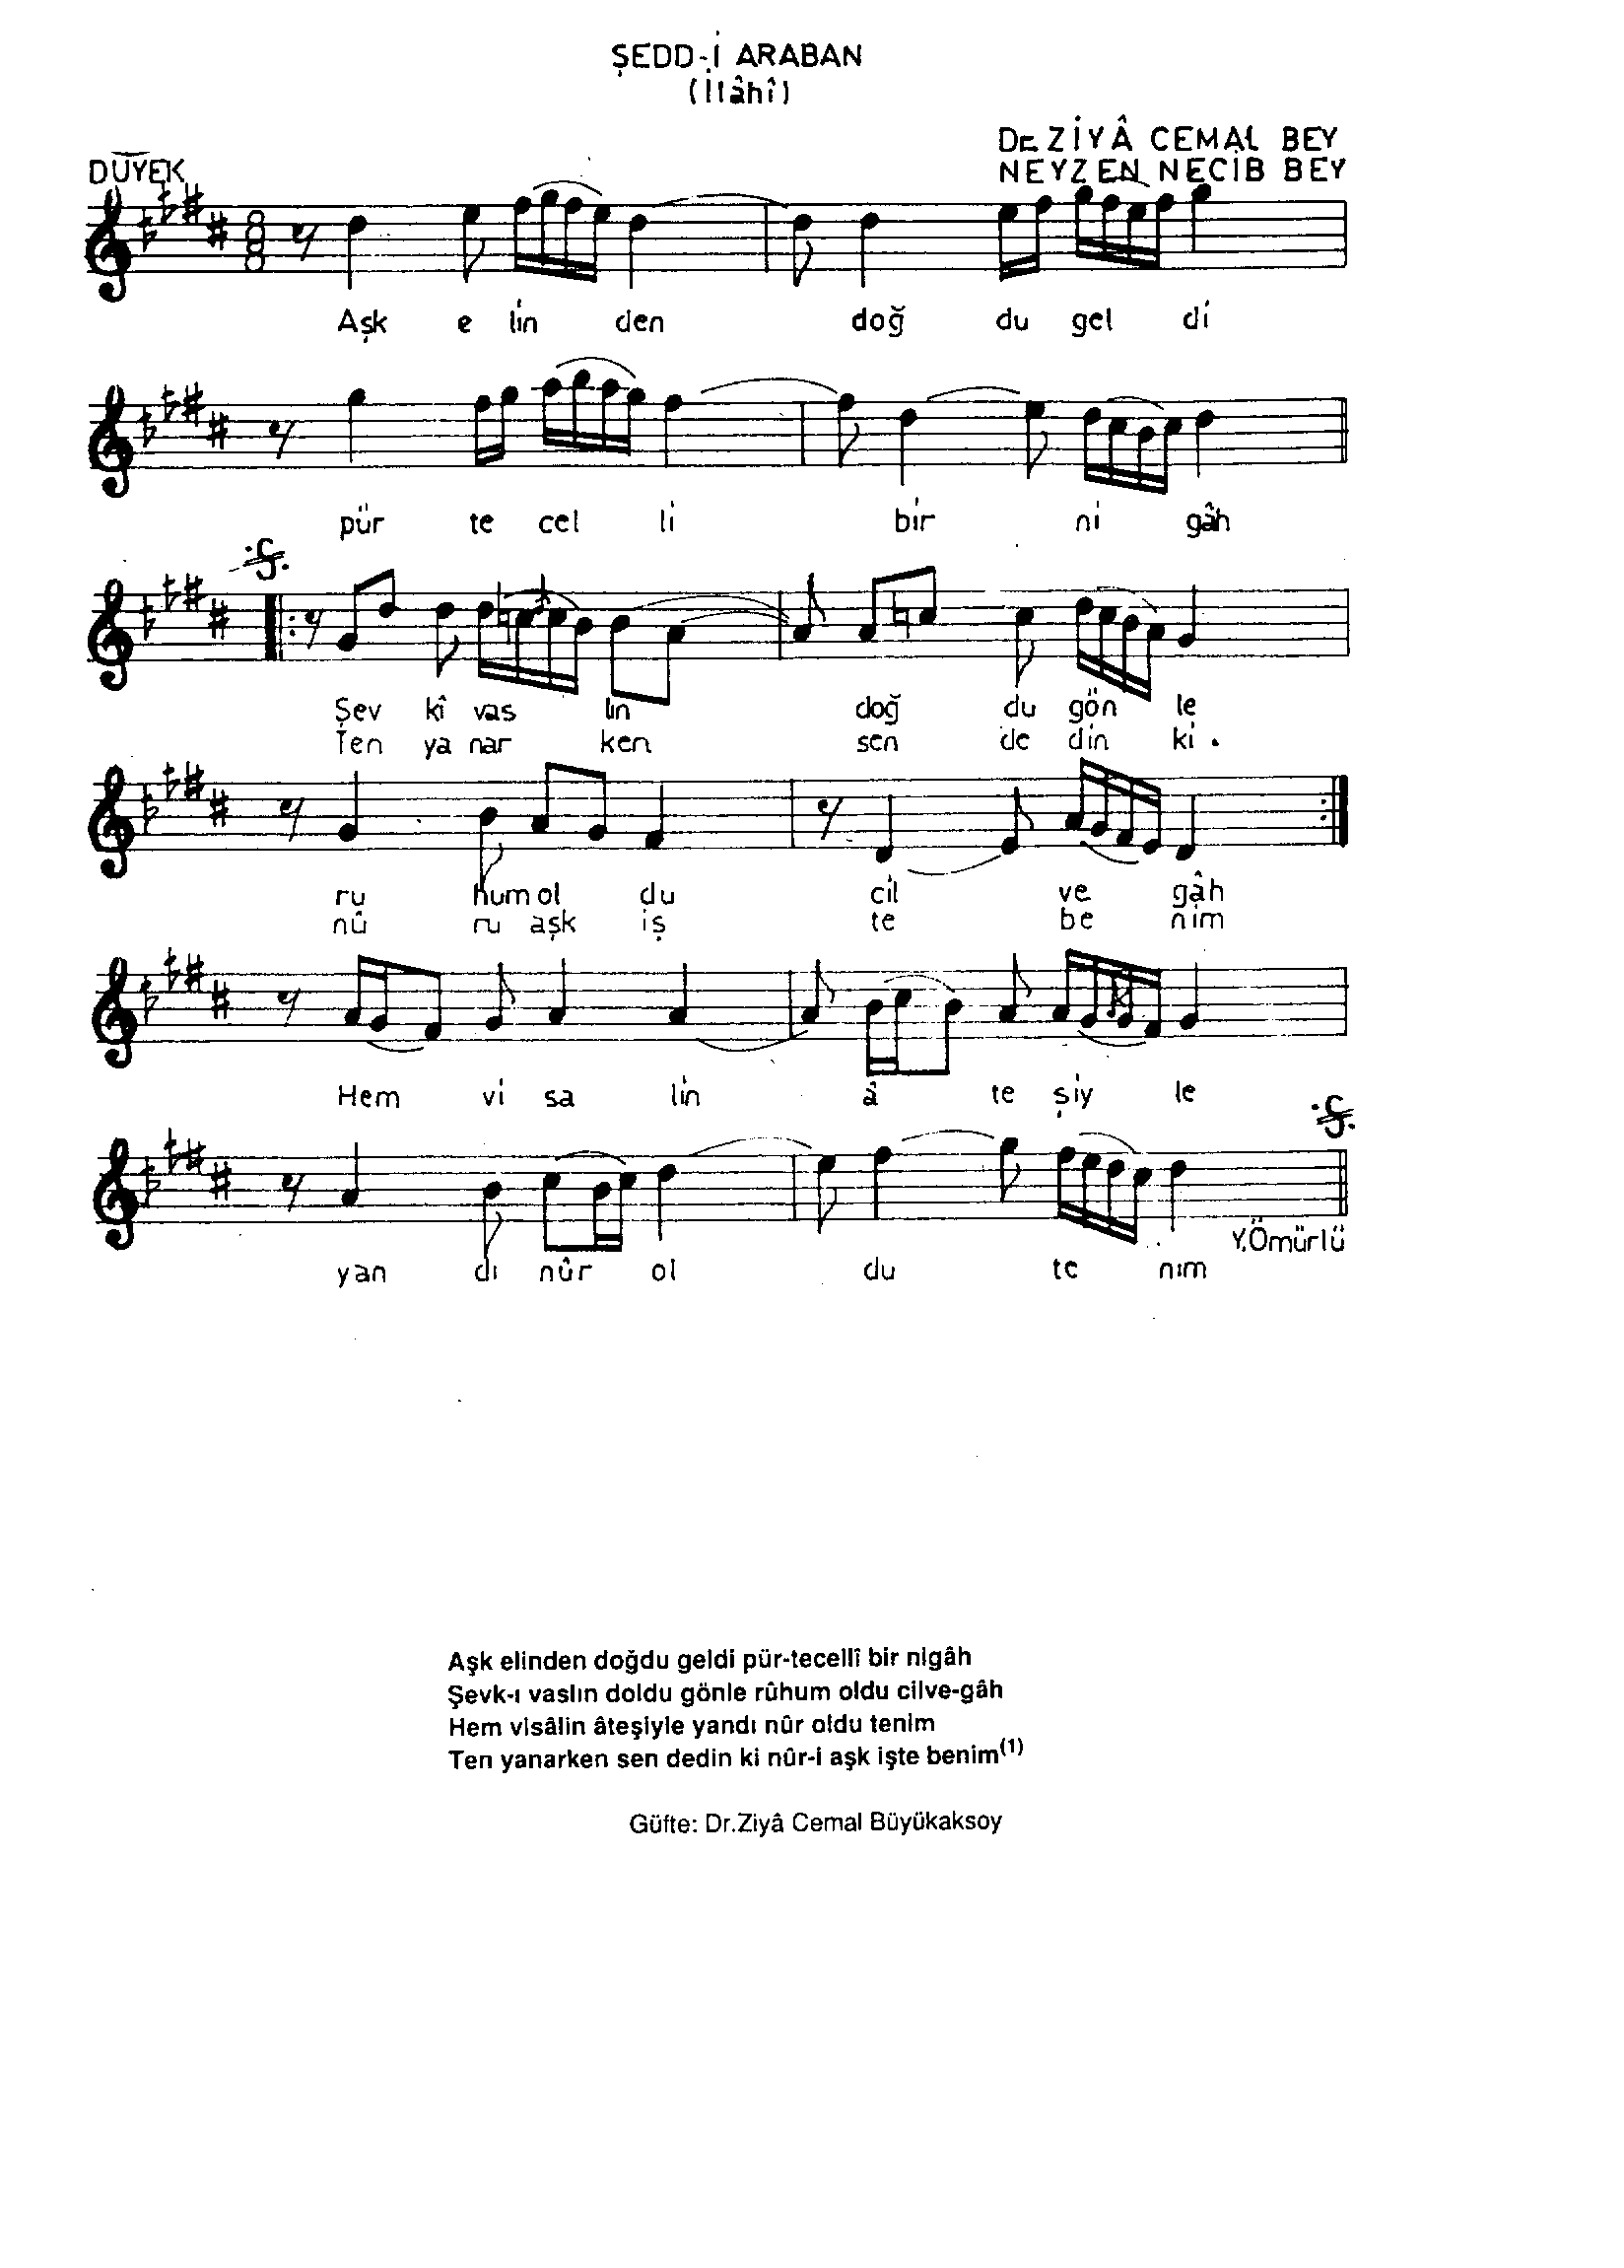 ŞEDD-İ ARABAN
(İlâhî)
Dr. ZİYÂ CEMAL BEY
DÜYEK
NEYZEN NECİB BEY
Aşk e lin den doğ du gel di
pür te cel li bir ni gâh
Şev kî vas lın doğ du gön le
Ten ya nar ken sen de din ki.
ru hum ol du cil ve gâh
nû ru aşk iş te be nim
Hem vi sa lin â te şiy le
yan dı nûr ol du te nim
Y.Ömürlü
Aşk elinden doğdu geldi pür-tecellî bir nigâh
Şevk-ı vaslın doldu gönle rûhum oldu cilve-gâh
Hem visâlin âteşiyle yandı nûr oldu tenim
Ten yanarken sen dedin ki nûr-i aşk işte benim(1)
Güfte: Dr.Ziyâ Cemal Büyükaksoy